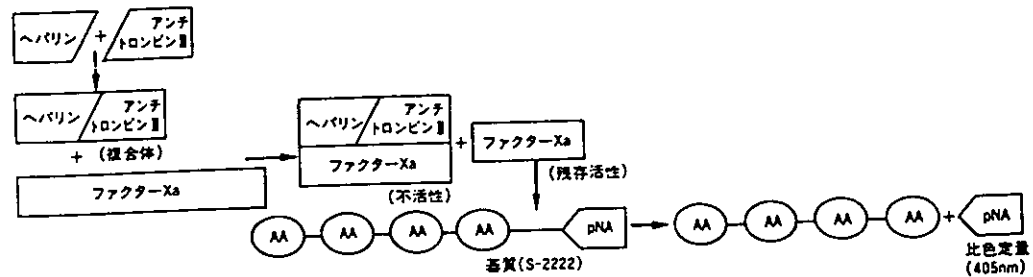 ヘパリン
+
アンチ
トロンビンⅢ
ヘパリン
アンチ
トロンビンⅢ
+ (複合体)
ファクターXa
ヘパリン
アンチ
トロンビンⅢ
ファクターXa
(不活性)
+
ファクターXa
(残存活性)
AA
AA
AA
AA
pNA
基質(S-2222)
AA
AA
AA
AA
+
pNA
比色定量
(405nm)